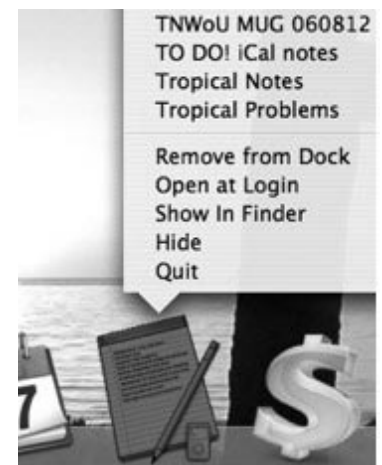 TNWoU MUG 060812
TO DO! iCal notes
Tropical Notes
Tropical Problems
Remove from Dock
Open at Login
Show In Finder
Hide
Quit
7